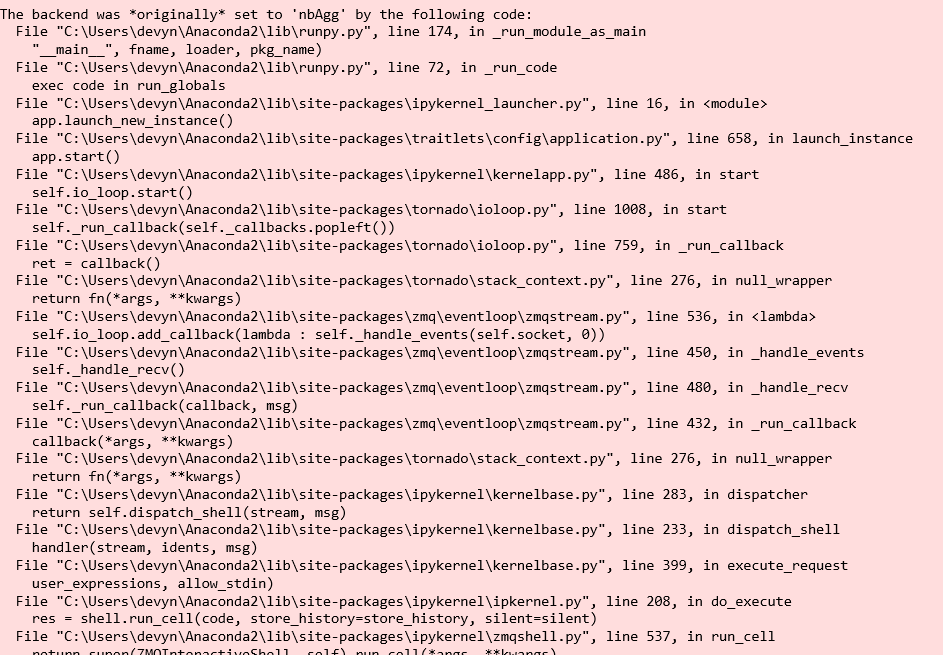 The backend was *originally* set to 'nbAgg' by the following code:
  File "C:\Users\devyn\Anaconda2\lib\runpy.py", line 174, in _run_module_as_main
    "__main__", fname, loader, pkg_name)
  File "C:\Users\devyn\Anaconda2\lib\runpy.py", line 72, in _run_code
    exec code in run_globals
  File "C:\Users\devyn\Anaconda2\lib\site-packages\ipykernel_launcher.py", line 16, in <module>
    app.launch_new_instance()
  File "C:\Users\devyn\Anaconda2\lib\site-packages\traitlets\config\application.py", line 658, in launch_instance
    app.start()
  File "C:\Users\devyn\Anaconda2\lib\site-packages\ipykernel\kernelapp.py", line 486, in start
    self.io_loop.start()
  File "C:\Users\devyn\Anaconda2\lib\site-packages\tornado\ioloop.py", line 1008, in start
    self._run_callback(self._callbacks.popleft())
  File "C:\Users\devyn\Anaconda2\lib\site-packages\tornado\ioloop.py", line 759, in _run_callback
    ret = callback()
  File "C:\Users\devyn\Anaconda2\lib\site-packages\tornado\stack_context.py", line 276, in null_wrapper
    return fn(*args, **kwargs)
  File "C:\Users\devyn\Anaconda2\lib\site-packages\zmq\eventloop\zmqstream.py", line 536, in <lambda>
    self.io_loop.add_callback(lambda : self._handle_events(self.socket, 0))
  File "C:\Users\devyn\Anaconda2\lib\site-packages\zmq\eventloop\zmqstream.py", line 450, in _handle_events
    self._handle_recv()
  File "C:\Users\devyn\Anaconda2\lib\site-packages\zmq\eventloop\zmqstream.py", line 480, in _handle_recv
    self._run_callback(callback, msg)
  File "C:\Users\devyn\Anaconda2\lib\site-packages\zmq\eventloop\zmqstream.py", line 432, in _run_callback
    callback(*args, **kwargs)
  File "C:\Users\devyn\Anaconda2\lib\site-packages\tornado\stack_context.py", line 276, in null_wrapper
    return fn(*args, **kwargs)
  File "C:\Users\devyn\Anaconda2\lib\site-packages\ipykernel\kernelbase.py", line 283, in dispatcher
    return self.dispatch_shell(stream, msg)
  File "C:\Users\devyn\Anaconda2\lib\site-packages\ipykernel\kernelbase.py", line 233, in dispatch_shell
    handler(stream, idents, msg)
  File "C:\Users\devyn\Anaconda2\lib\site-packages\ipykernel\kernelbase.py", line 399, in execute_request
    user_expressions, allow_stdin)
  File "C:\Users\devyn\Anaconda2\lib\site-packages\ipykernel\ipkernel.py", line 208, in do_execute
    res = shell.run_cell(code, store_history=store_history, silent=silent)
  File "C:\Users\devyn\Anaconda2\lib\site-packages\ipykernel\zmqshell.py", line 537, in run_cell
    return super(ZMQInteractiveShell, self).run_cell(*args, **kwargs)